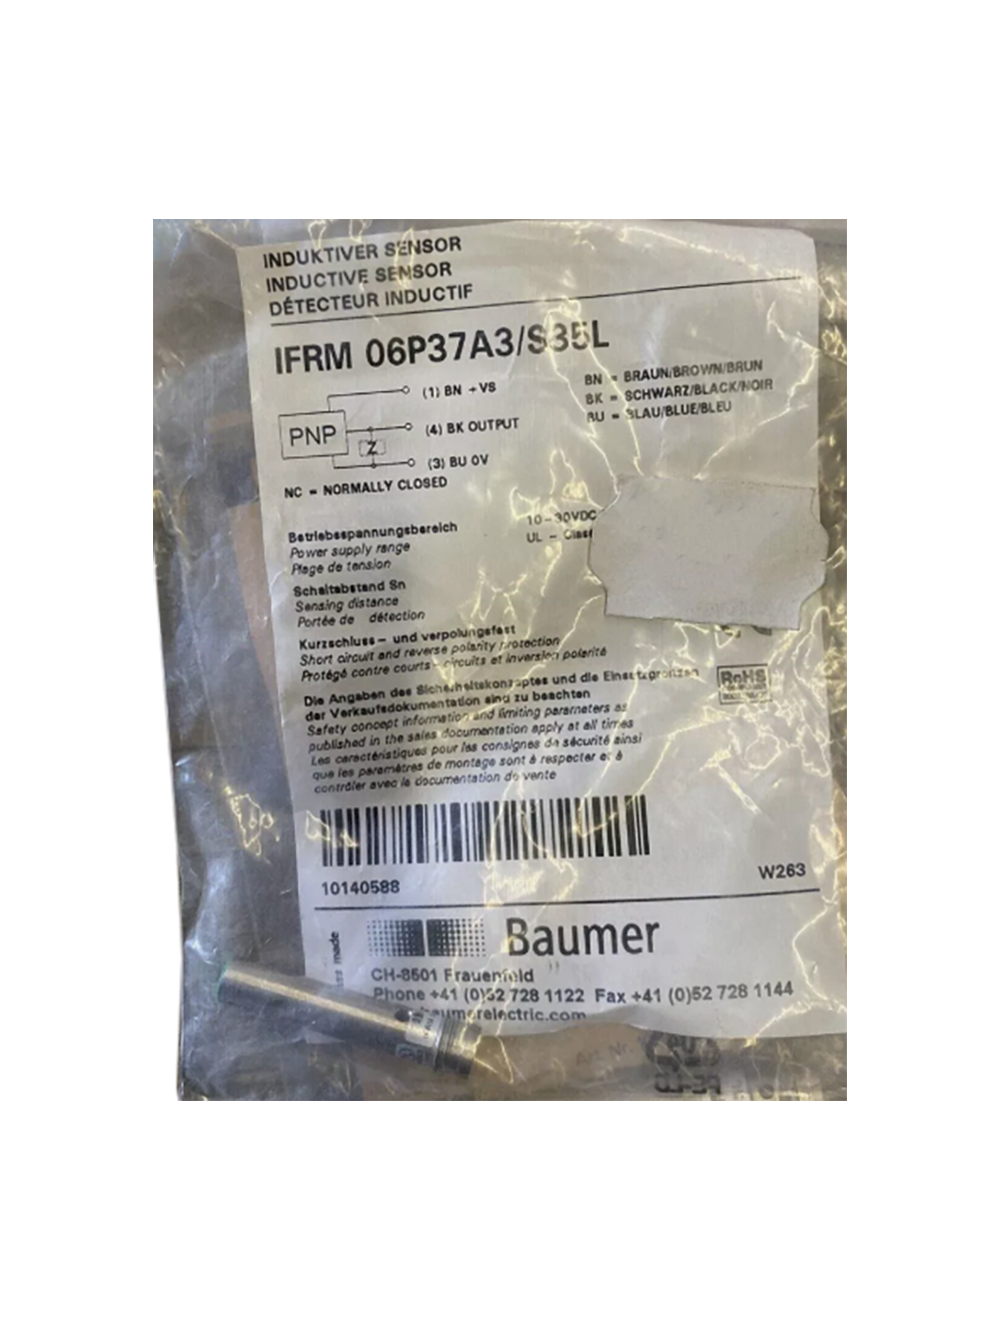 INDUKTIVER SENSOR
INDUCTIVE SENSOR
DÉTECTEUR INDUCTIF
IFRM 06P37A3/S35L
PNP
Z
(1) BN +VS
(4) BK OUTPUT
(3) BU 0V
BN = BRAUN/BROWN/BRUN
BK = SCHWARZ/BLACK/NOIR
BU = BLAU/BLUE/BLEU
NC = NORMALLY CLOSED
Betriebsspannungsbereich
Power supply range
Plage de tension
10-30VDC
UL - Class
Schaltabstand Sn
Sensing distance
Portée de détection
Kurzschluss- und verpolungsfest
Short circuit and reverse polarity protection
Protégé contre courts-circuits et inversion polarité
Die Angaben des Sicherheitskonzeptes und die Einsatzgrenzen
der Verkaufsdokumentation sind zu beachten
Safety concept information and limiting parameters as
published in the sales documentation apply at all times
Les caractéristiques pour les consignes de sécurité ainsi
que les paramètres de montage sont à respecter et à
contrôler avec la documentation de vente
RoHS
10140588
W263
made
Baumer
CH-8501 Frauenfeld
Phone +41 (0)52 728 1122 Fax +41 (0)52 728 1144
baumerelectric.com
Art. Nr.